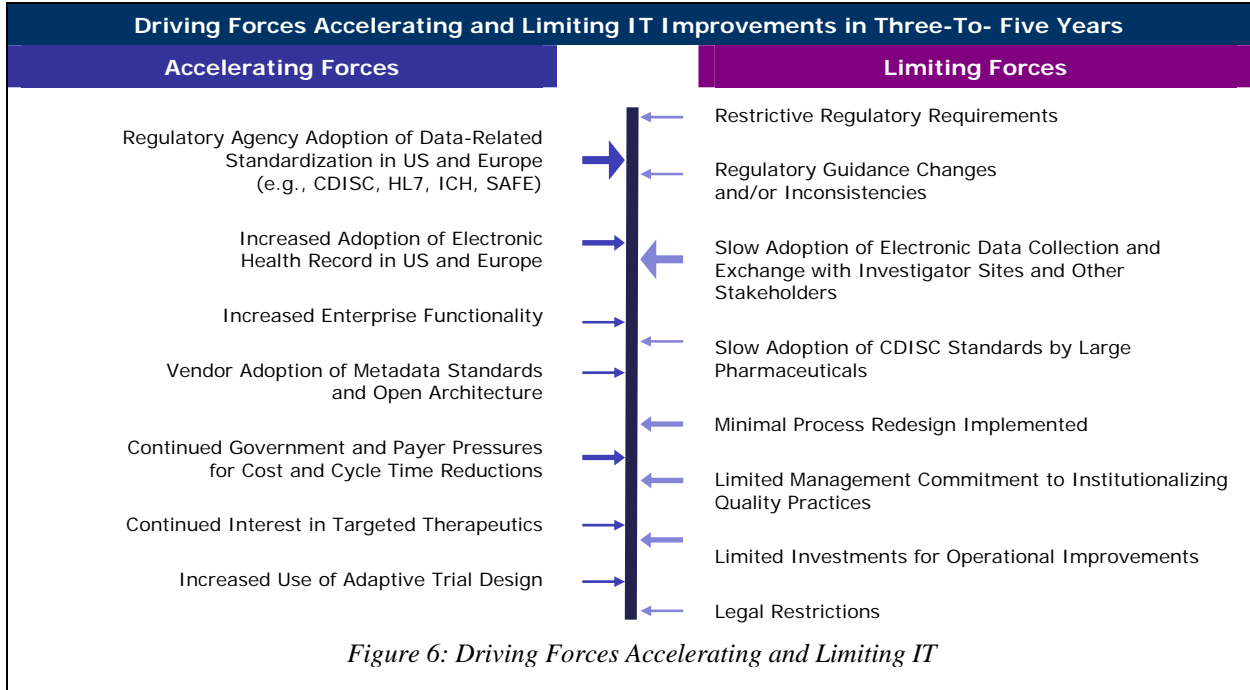 Driving Forces Accelerating and Limiting IT Improvements in Three-To- Five Years
Accelerating Forces
Regulatory Agency Adoption of Data-Related
Standardization in US and Europe
(e.g., CDISC, HL7, ICH, SAFE)
Increased Adoption of Electronic
Health Record in US and Europe
Increased Enterprise Functionality
Vendor Adoption of Metadata Standards
and Open Architecture
Continued Government and Payer Pressures
for Cost and Cycle Time Reductions
Continued Interest in Targeted Therapeutics
Increased Use of Adaptive Trial Design
Limiting Forces
Restrictive Regulatory Requirements
Regulatory Guidance Changes
and/or Inconsistencies
Slow Adoption of Electronic Data Collection and
Exchange with Investigator Sites and Other
Stakeholders
Slow Adoption of CDISC Standards by Large
Pharmaceuticals
Minimal Process Redesign Implemented
Limited Management Commitment to Institutionalizing
Quality Practices
Limited Investments for Operational Improvements
Legal Restrictions
Figure 6: Driving Forces Accelerating and Limiting IT